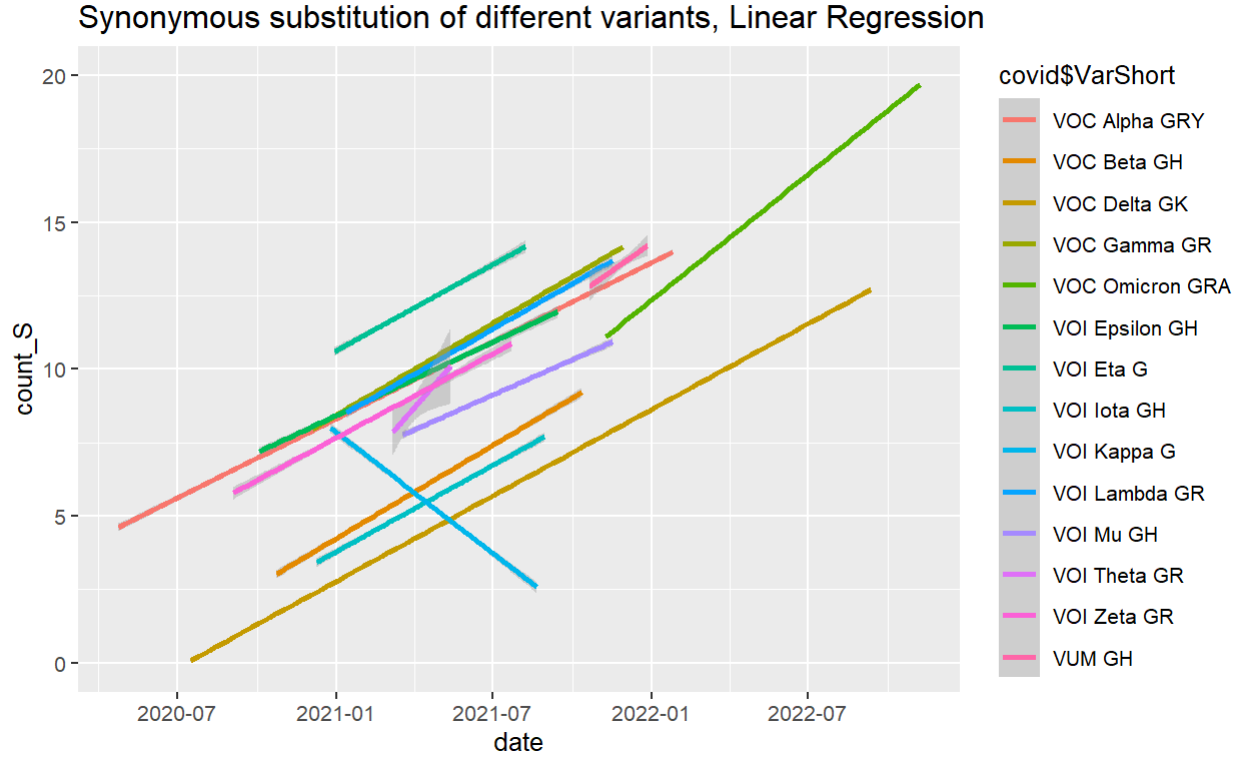 Synonymous substitution of different variants, Linear Regression
20
15
10
5
0
count_S
2020-07
2021-01
2021-07
2022-01
2022-07
date
covid$VarShort
VOC Alpha GRY
VOC Beta GH
VOC Delta GK
VOC Gamma GR
VOC Omicron GRA
VOI Epsilon GH
VOI Eta G
VOI Iota GH
VOI Kappa G
VOI Lambda GR
VOI Mu GH
VOI Theta GR
VOI Zeta GR
VUM GH